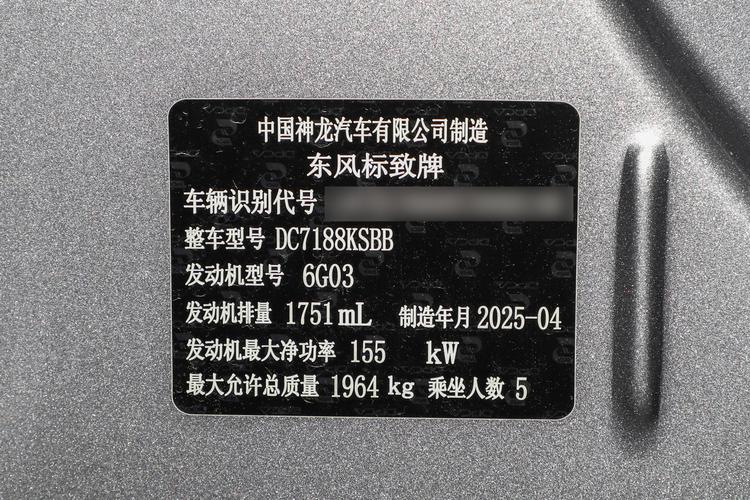 中国神龙汽车有限公司制造
东风标致牌
车辆识别代号
整车型号 DC7188KSBB
发动机型号 6G03
发动机排量 1751 mL 制造年月 2025-04
发动机最大净功率 155 kW
最大允许总质量 1964 kg 乘坐人数 5